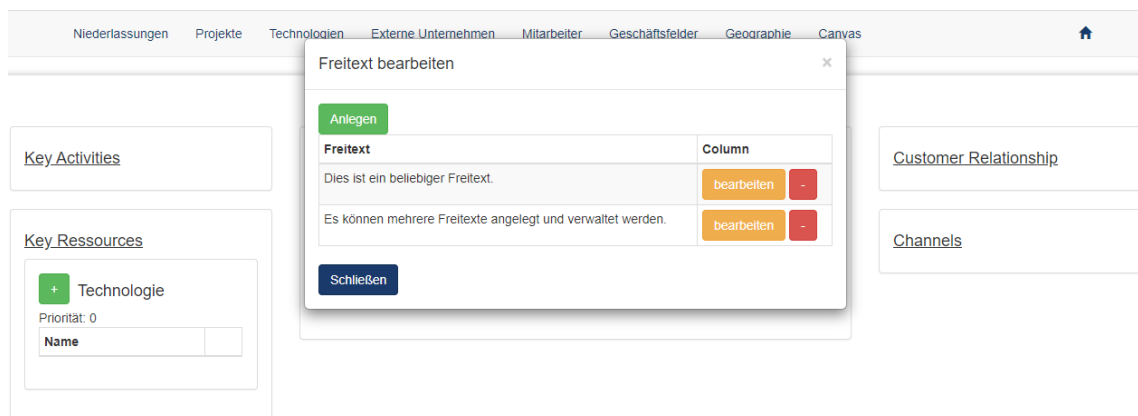 Niederlassungen Projekte Technologien Externe Unternehmen Mitarbeiter Geschäftsfelder Geographie Canvas
Freitext bearbeiten ×
Anlegen
Freitext Column
Dies ist ein beliebiger Freitext. bearbeiten -
Es können mehrere Freitexte angelegt und verwaltet werden. bearbeiten -
Schließen
Key Activities
Key Ressources
+ Technologie
Priorität: 0
Name
Customer Relationship
Channels